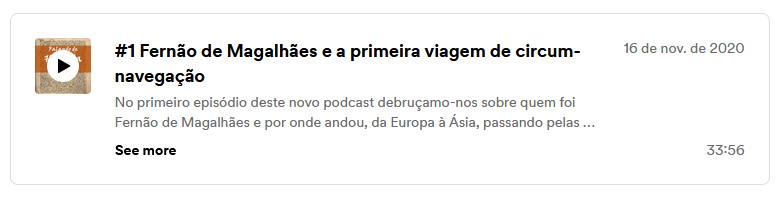 #1 Fernão de Magalhães e a primeira viagem de circum-
navegação
16 de nov. de 2020
No primeiro episódio deste novo podcast debruçamo-nos sobre quem foi
Fernão de Magalhães e por onde andou, da Europa à Ásia, passando pelas ...
See more
33:56